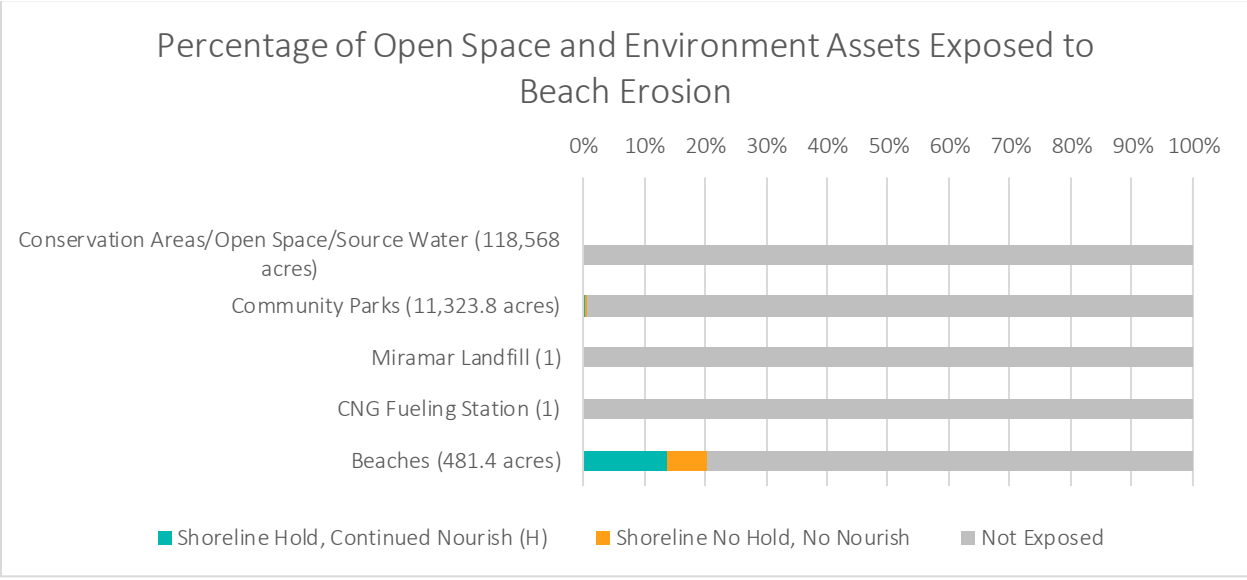 Percentage of Open Space and Environment Assets Exposed to
Beach Erosion
0% 10% 20% 30% 40% 50% 60% 70% 80% 90% 100%
Conservation Areas/Open Space/Source Water (118,568
acres)
Community Parks (11,323.8 acres)
Miramar Landfill (1)
CNG Fueling Station (1)
Beaches (481.4 acres)
Shoreline Hold, Continued Nourish (H) Shoreline No Hold, No Nourish Not Exposed